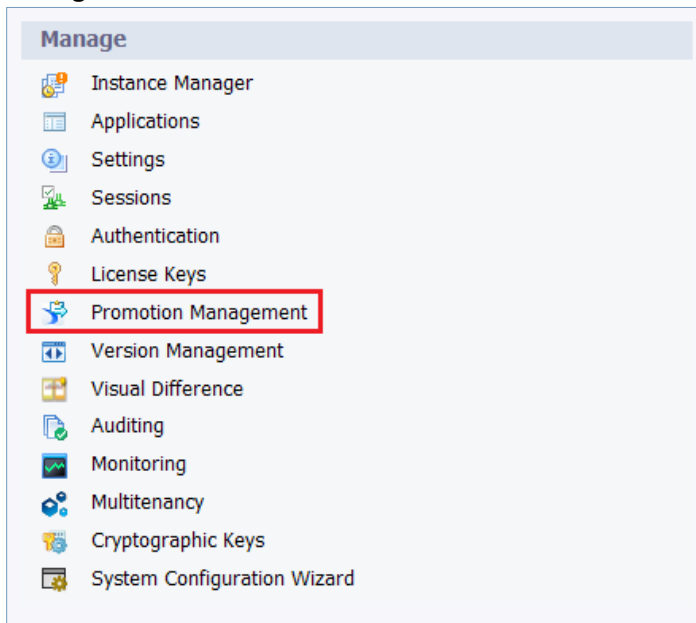 Manage
Instance Manager
Applications
Settings
Sessions
Authentication
License Keys
Promotion Management
Version Management
Visual Difference
Auditing
Monitoring
Multitenancy
Cryptographic Keys
System Configuration Wizard